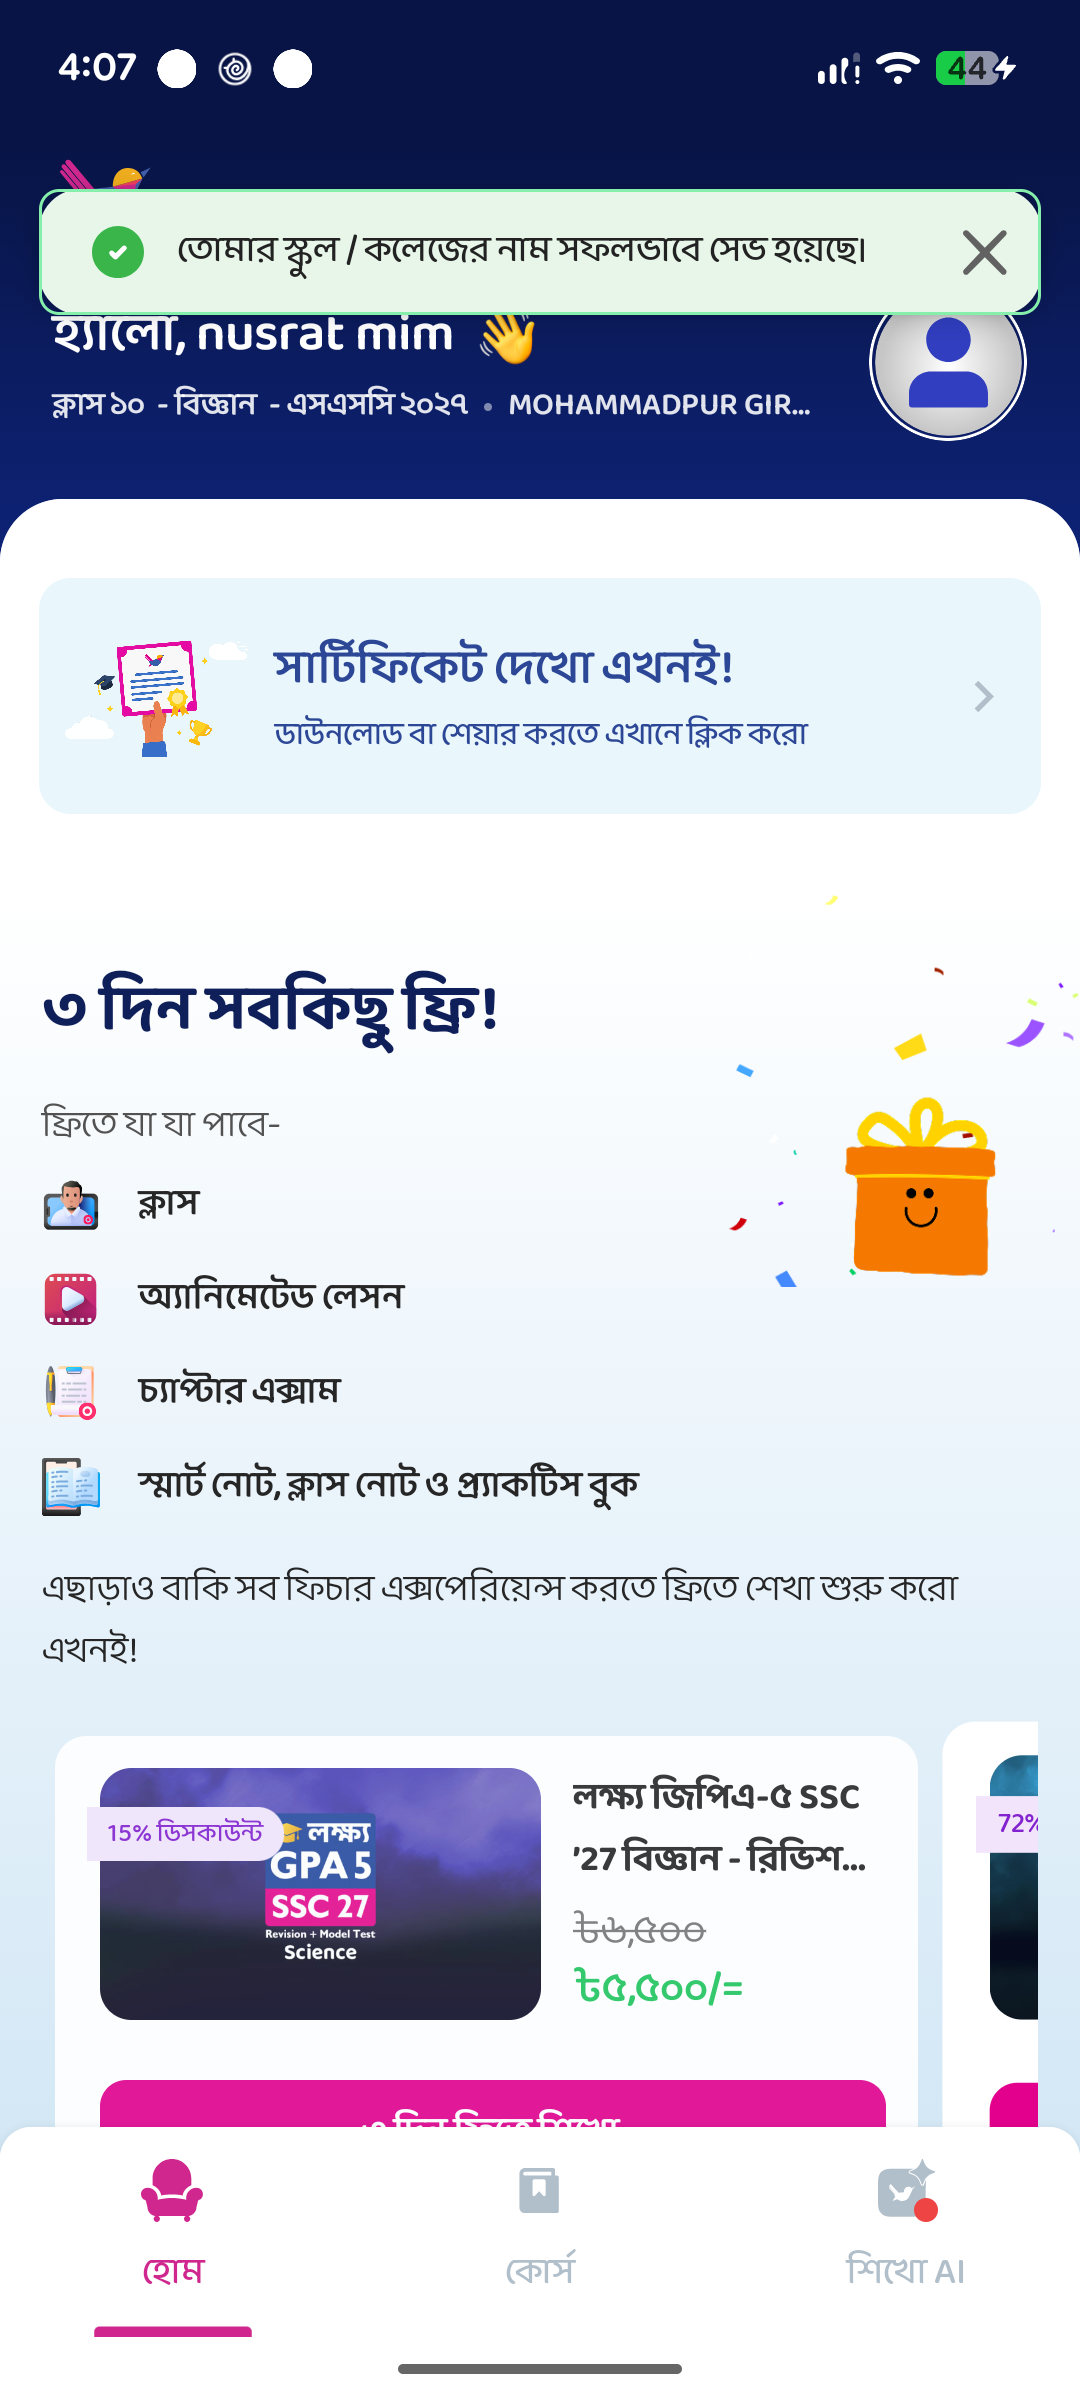 4:07
44
তোমার স্কুল / কলেজের নাম সফলভাবে সেভ হয়েছে।
হ্যালো, nusrat mim 👋
ক্লাস ১০ - বিজ্ঞান - এসএসসি ২০২৭ • MOHAMMADPUR GIR...
সার্টিফিকেট দেখো এখনই!
ডাউনলোড বা শেয়ার করতে এখানে ক্লিক করো
৩ দিন সবকিছু ফ্রি!
ফ্রিতে যা যা পাবে-
ক্লাস
অ্যানিমেটেড লেসন
চ্যাপ্টার এক্সাম
স্মার্ট নোট, ক্লাস নোট ও প্র্যাকটিস বুক
এছাড়াও বাকি সব ফিচার এক্সপেরিয়েন্স করতে ফ্রিতে শেখা শুরু করো
এখনই!
15% ডিসকাউন্ট
লক্ষ্য
GPA 5
SSC 27
Revision + Model Test
Science
লক্ষ্য জিপিএ-৫ SSC
'27 বিজ্ঞান - রিভিশ...
৳৬,৫০০
৳৫,৫০০/=
72%
৩ দিন ফ্রিতে শিখো
হোম
কোর্স
শিখো AI